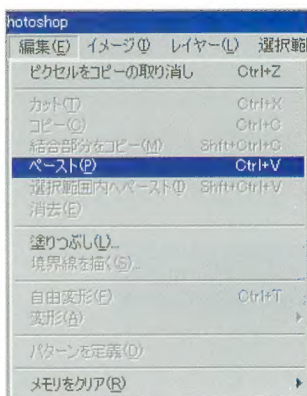 hotoshop
編集(E) イメージ(I) レイヤー(L) 選択範
ピクセルをコピーの取り消し Ctrl+Z
カット(T) Ctrl+X
コピー(C) Ctrl+C
結合部分をコピー(M) Shft+Ctrl+C
ペースト(P) Ctrl+V
選択範囲内へペースト(I) Shft+Ctrl+V
消去(E)
塗りつぶし(L)...
境界線を描く(S)...
自由変形(F) Ctrl+T
変形(A)
パターンを定義(D)
メモリをクリア(R)